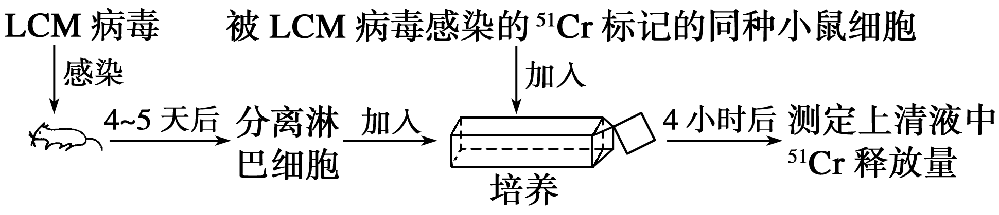 LCM 病毒
被 LCM 病毒感染的 ⁵¹Cr 标记的同种小鼠细胞
感染
加入
4~5 天后
分离淋
巴细胞
加入
培养
4 小时后
测定上清液中
⁵¹Cr 释放量